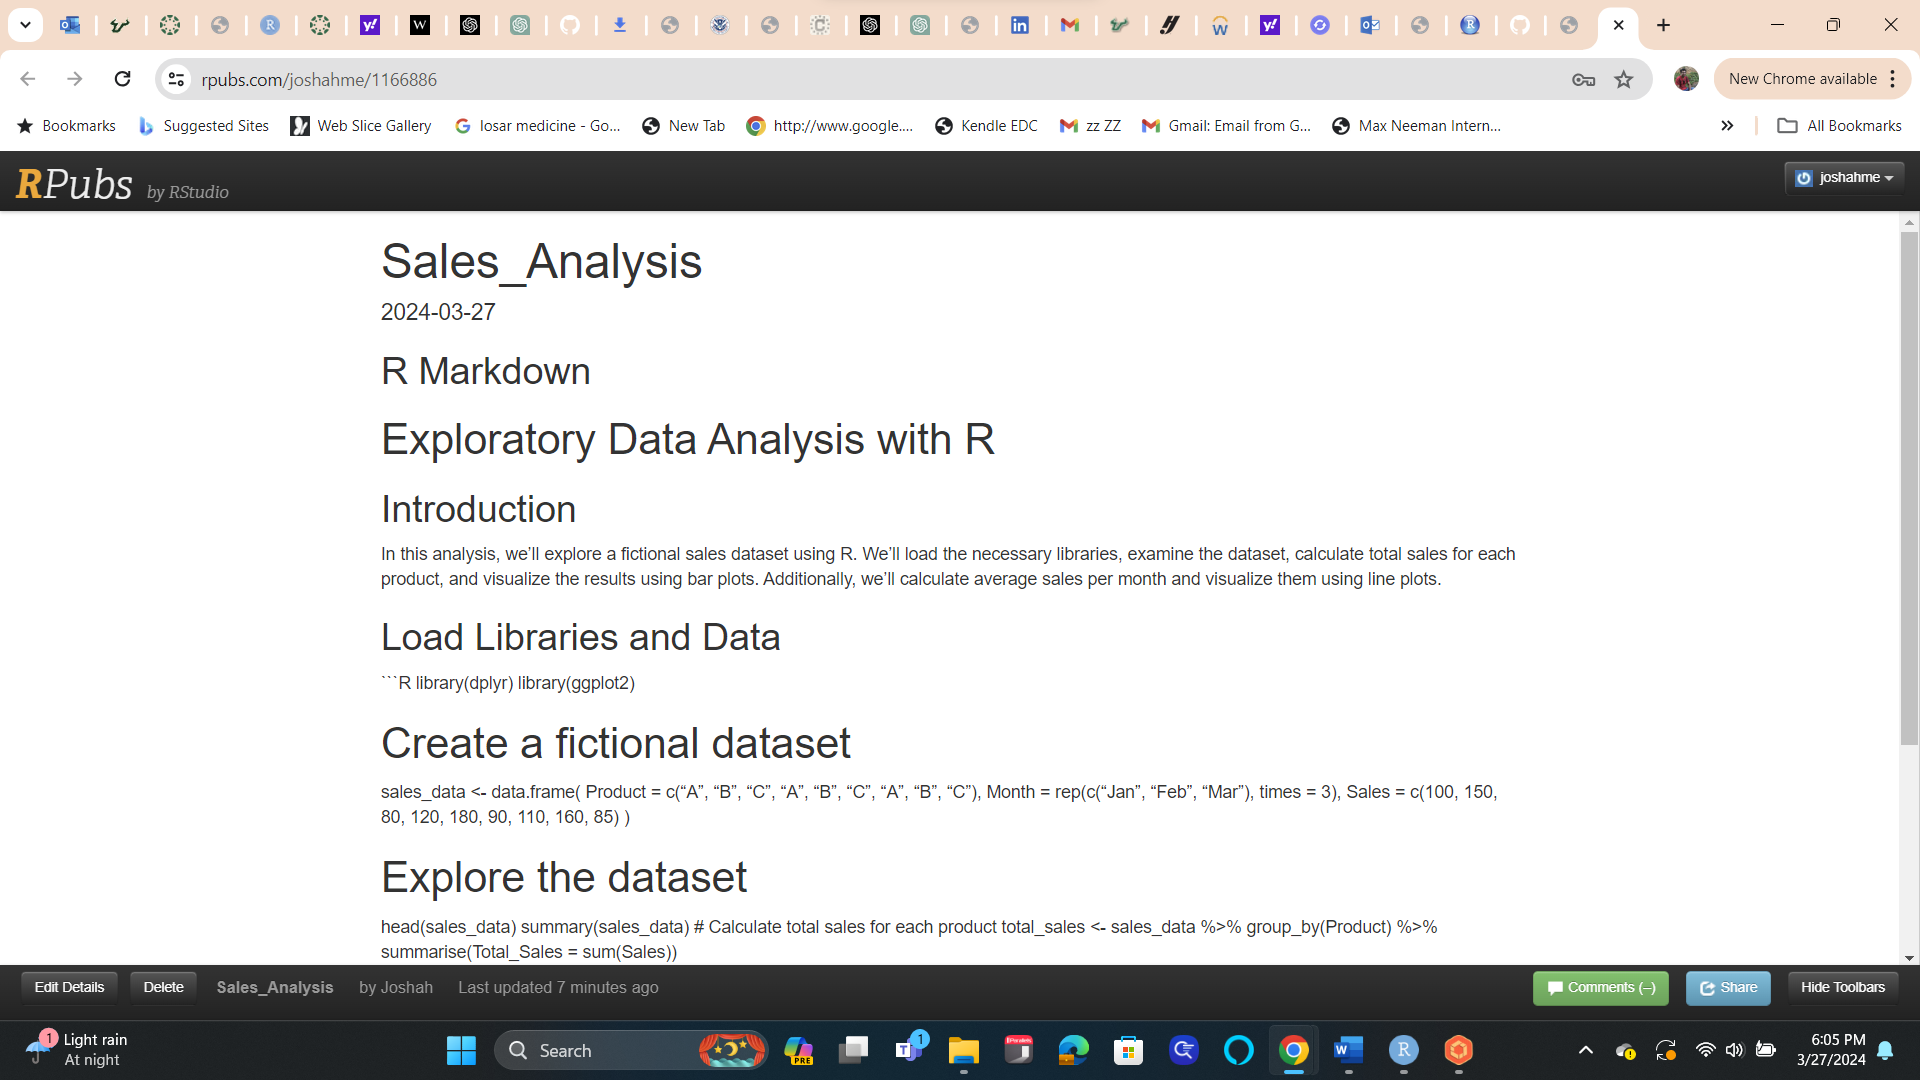 rpubs.com/joshahme/1166886
New Chrome available
Bookmarks
Suggested Sites
Web Slice Gallery
losar medicine - Go...
New Tab
http://www.google....
Kendle EDC
zz ZZ
Gmail: Email from G...
Max Neeman Intern...
All Bookmarks
RPubs by RStudio
joshahme
Sales_Analysis
2024-03-27
R Markdown
Exploratory Data Analysis with R
Introduction
In this analysis, we’ll explore a fictional sales dataset using R. We’ll load the necessary libraries, examine the dataset, calculate total sales for each
product, and visualize the results using bar plots. Additionally, we’ll calculate average sales per month and visualize them using line plots.
Load Libraries and Data
```R library(dplyr) library(ggplot2)
Create a fictional dataset
sales_data <- data.frame( Product = c(“A”, “B”, “C”, “A”, “B”, “C”, “A”, “B”, “C”), Month = rep(c(“Jan”, “Feb”, “Mar”), times = 3), Sales = c(100, 150,
80, 120, 180, 90, 110, 160, 85) )
Explore the dataset
head(sales_data) summary(sales_data) # Calculate total sales for each product total_sales <- sales_data %>% group_by(Product) %>%
summarise(Total_Sales = sum(Sales))
Edit Details
Delete
Sales_Analysis
by Joshah
Last updated 7 minutes ago
Comments (–)
Share
Hide Toolbars
1
Light rain
At night
Search
PRE
1
6:05 PM
3/27/2024